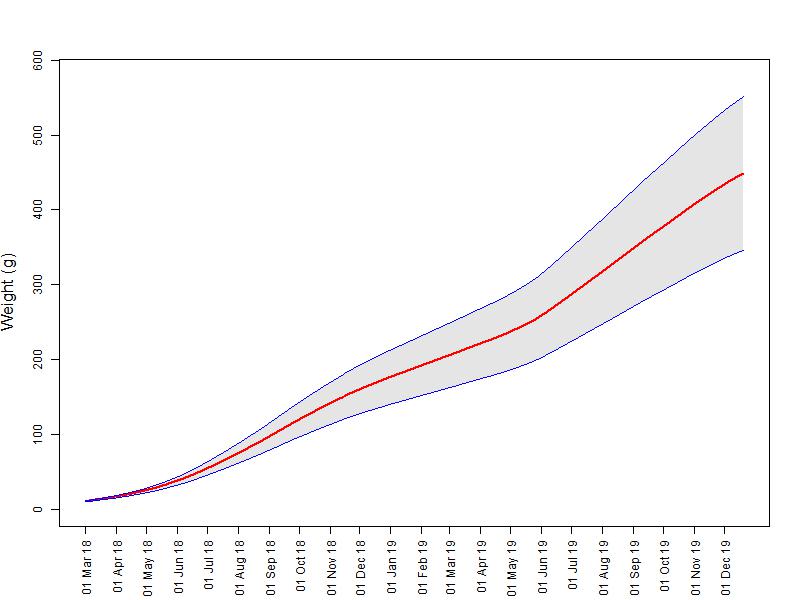 Weight (g)
600
500
400
300
200
100
0
01 Mar 18
01 Apr 18
01 May 18
01 Jun 18
01 Jul 18
01 Aug 18
01 Sep 18
01 Oct 18
01 Nov 18
01 Dec 18
01 Jan 19
01 Feb 19
01 Mar 19
01 Apr 19
01 May 19
01 Jun 19
01 Jul 19
01 Aug 19
01 Sep 19
01 Oct 19
01 Nov 19
01 Dec 19